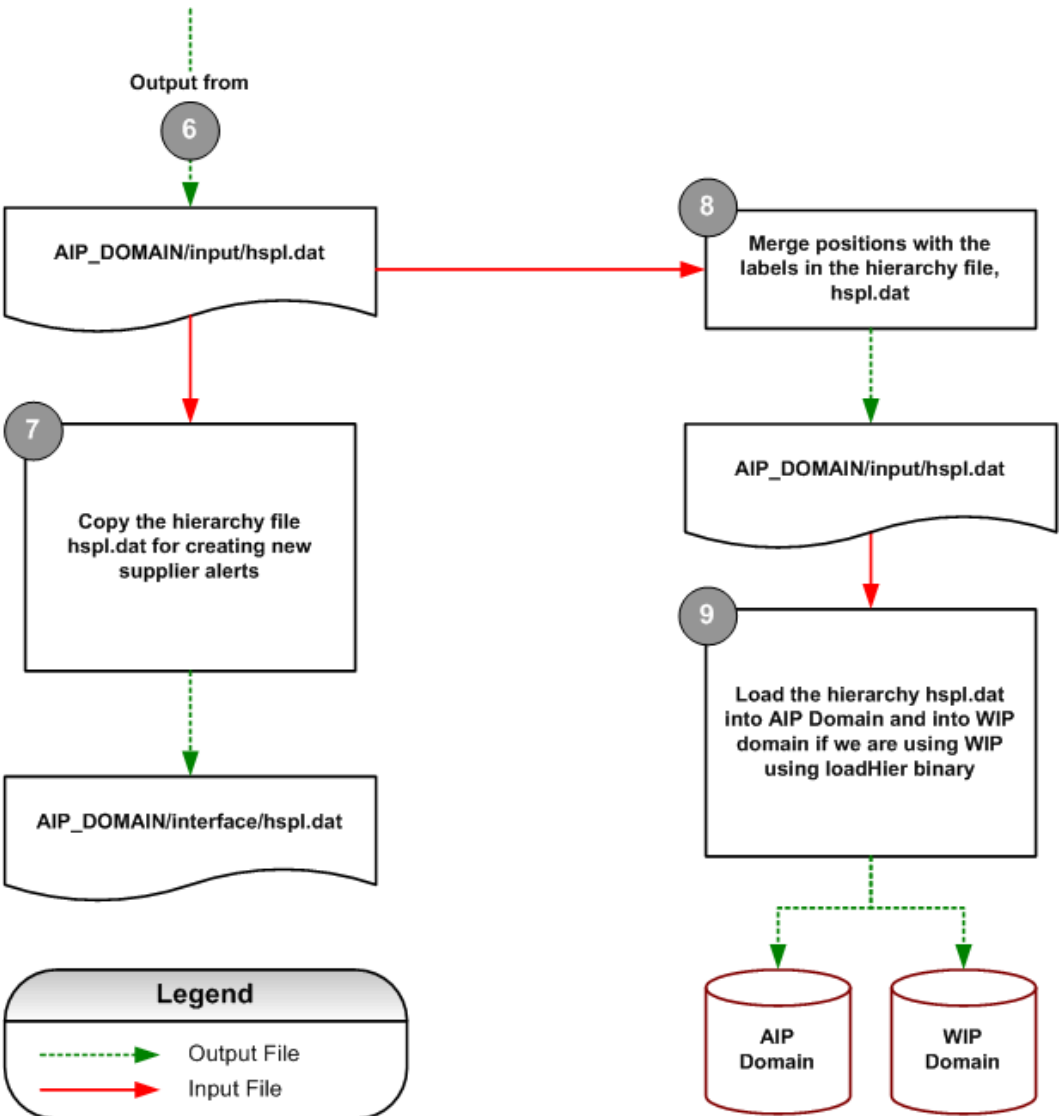 Output from
6
AIP_DOMAIN/input/hspl.dat
8
Merge positions with the
labels in the hierarchy file,
hspl.dat
7
Copy the hierarchy file
hspl.dat for creating new
supplier alerts
AIP_DOMAIN/input/hspl.dat
9
Load the hierarchy hspl.dat
into AIP Domain and into WIP
domain if we are using WIP
using loadHier binary
AIP_DOMAIN/interface/hspl.dat
AIP
Domain
WIP
Domain
Legend
Output File
Input File